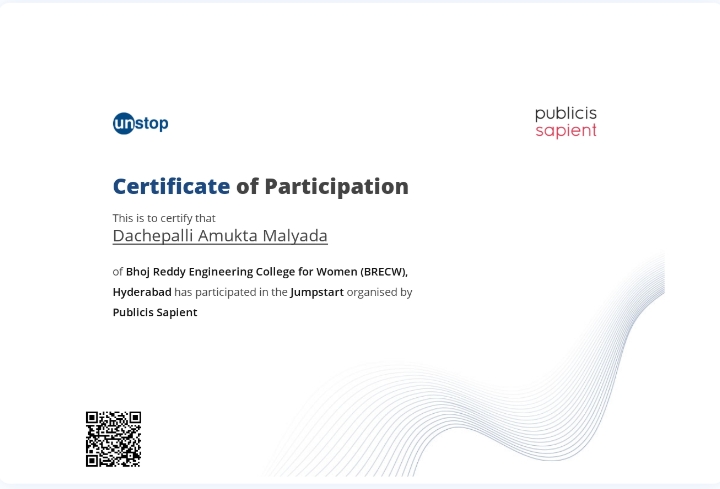 unstop
publicis
sapient
Certificate of Participation
This is to certify that
Dachepalli Amukta Malyada
of Bhoj Reddy Engineering College for Women (BRECW),
Hyderabad has participated in the Jumpstart organised by
Publicis Sapient